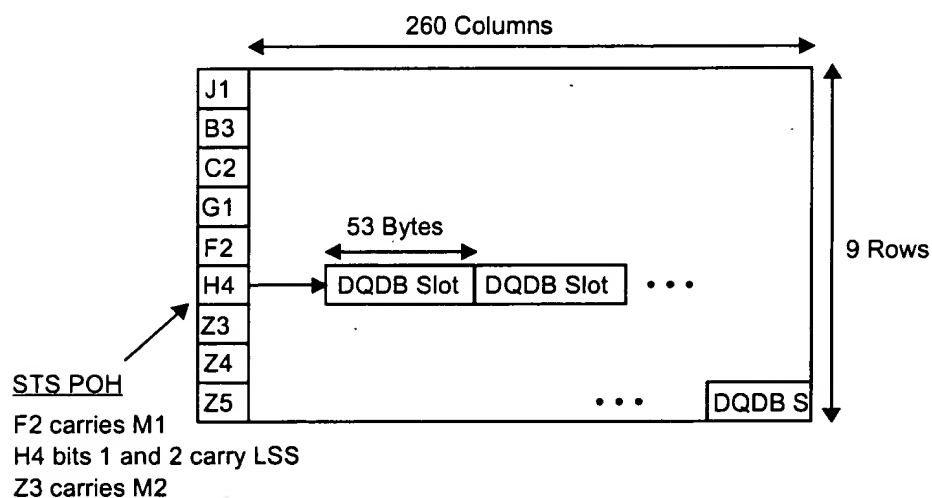 260 Columns
J1
B3
C2
G1
F2
53 Bytes
9 Rows
H4
DQDB Slot
DQDB Slot
• • •
Z3
Z4
Z5
• • •
DQDB S
STS POH
F2 carries M1
H4 bits 1 and 2 carry LSS
Z3 carries M2